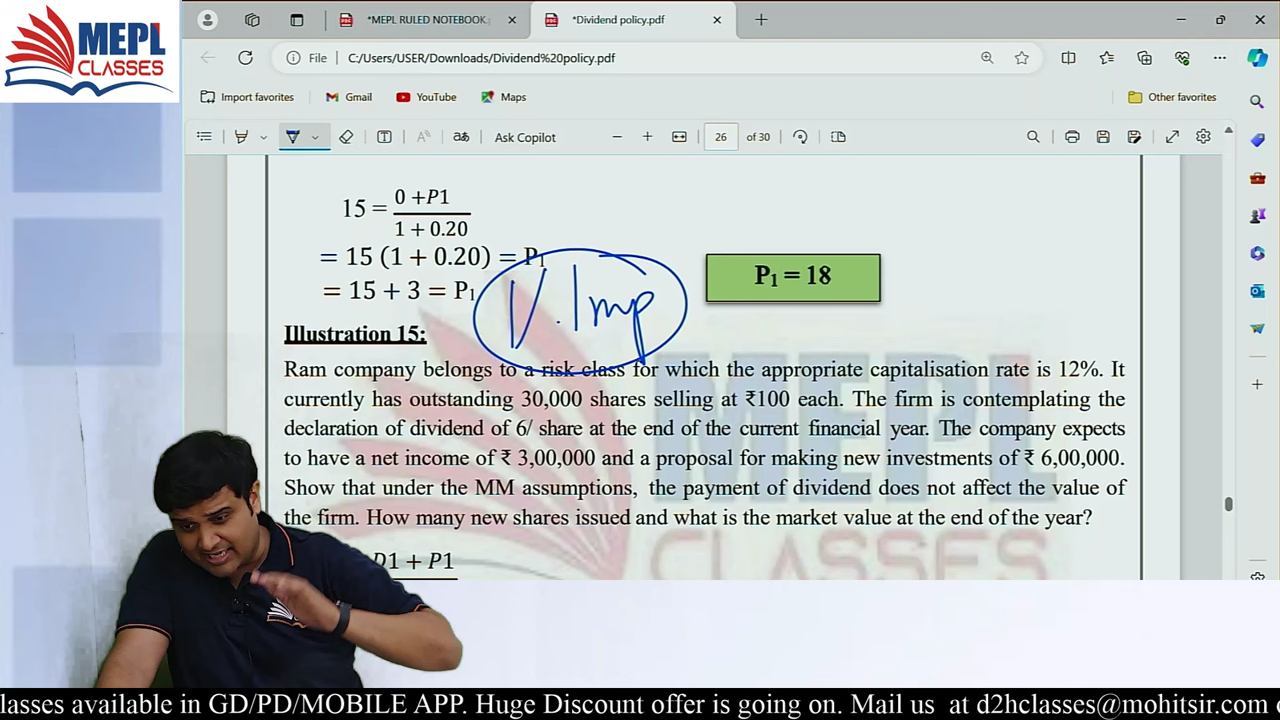 MEPL
CLASSES
*MEPL RULED NOTEBOOK.
*Dividend policy.pdf
File
C:/Users/USER/Downloads/Dividend%20policy.pdf
Import favorites
Gmail
YouTube
Maps
Other favorites
Ask Copilot
26 of 30
15 = 0 + P1
1 + 0.20
= 15 (1 + 0.20) = P1
= 15 + 3 = P1
P1 = 18
V. Imp
Illustration 15:
Ram company belongs to a risk class for which the appropriate capitalisation rate is 12%. It
currently has outstanding 30,000 shares selling at ₹100 each. The firm is contemplating the
declaration of dividend of 6/ share at the end of the current financial year. The company expects
to have a net income of ₹ 3,00,000 and a proposal for making new investments of ₹ 6,00,000.
Show that under the MM assumptions, the payment of dividend does not affect the value of
the firm. How many new shares issued and what is the market value at the end of the year?
D1 + P1
MEPL
CLASSES
lasses available in GD/PD/MOBILE APP. Huge Discount offer is going on. Mail us at d2hclasses@mohitsir.com